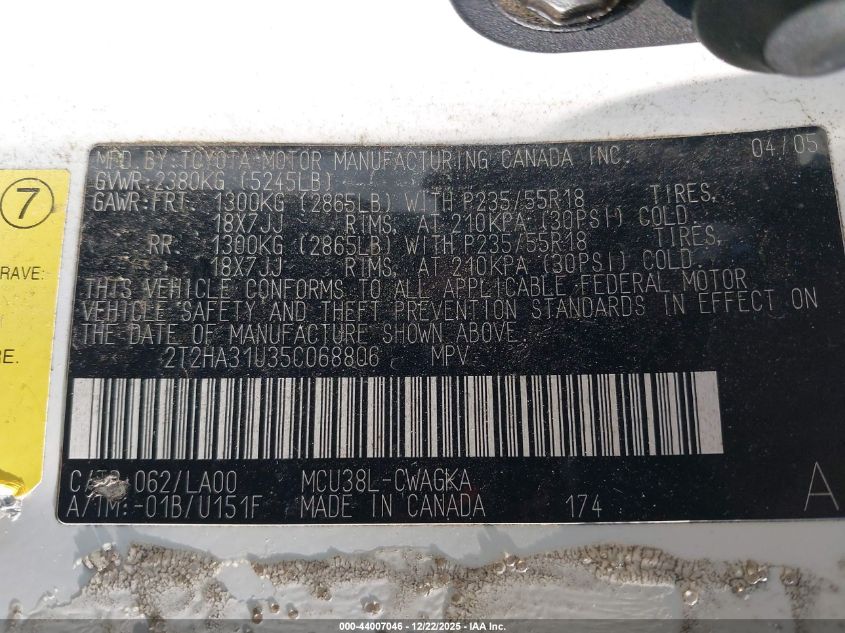 MFD.BY:TOYOTA MOTOR MANUFACTURING CANADA INC. 04/05
GVWR:2380KG (5245LB)
GAWR:FRT. 1300KG (2865LB) WITH P235/55R18 TIRES,
18X7JJ RIMS, AT 210KPA (30PSI) COLD.
RR. 1300KG (2865LB) WITH P235/55R18 TIRES,
18X7JJ RIMS, AT 210KPA (30PSI) COLD.
THIS VEHICLE CONFORMS TO ALL APPLICABLE FEDERAL MOTOR
VEHICLE SAFETY AND THEFT PREVENTION STANDARDS IN EFFECT ON
THE DATE OF MANUFACTURE SHOWN ABOVE.
2T2HA31U35C068806 MPV
C/TR 062/LA00 MCU38L-CWAGKA
A/TM:-01B/U151F MADE IN CANADA 174 A
7
RAVE:
000-44007046 - 12/22/2025 - IAA Inc.